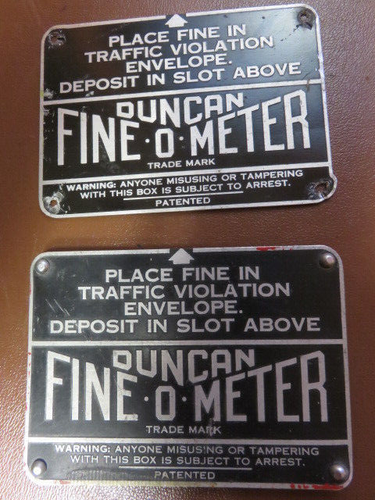 PLACE FINE IN
TRAFFIC VIOLATION
ENVELOPE.
DEPOSIT IN SLOT ABOVE
DUNCAN
FINE·O·METER
TRADE MARK
WARNING: ANYONE MISUSING OR TAMPERING
WITH THIS BOX IS SUBJECT TO ARREST.
PATENTED
PLACE FINE IN
TRAFFIC VIOLATION
ENVELOPE.
DEPOSIT IN SLOT ABOVE
DUNCAN
FINE·O·METER
TRADE MARK
WARNING: ANYONE MISUSING OR TAMPERING
WITH THIS BOX IS SUBJECT TO ARREST.
PATENTED